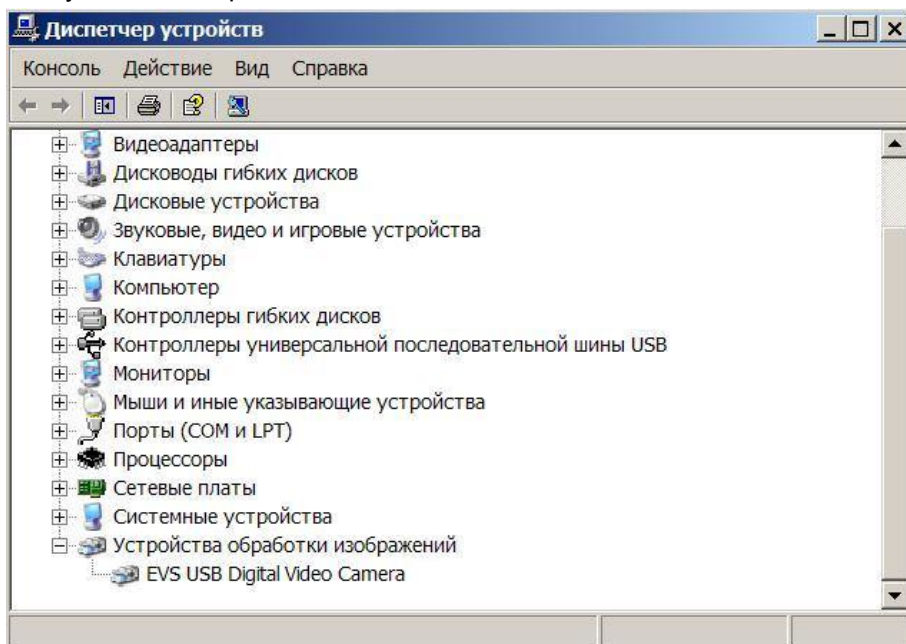 Диспетчер устройств
Консоль Действие Вид Справка
Видеоадаптеры
Дисководы гибких дисков
Дисковые устройства
Звуковые, видео и игровые устройства
Клавиатуры
Компьютер
Контроллеры гибких дисков
Контроллеры универсальной последовательной шины USB
Мониторы
Мыши и иные указывающие устройства
Порты (COM и LPT)
Процессоры
Сетевые платы
Системные устройства
Устройства обработки изображений
EVS USB Digital Video Camera